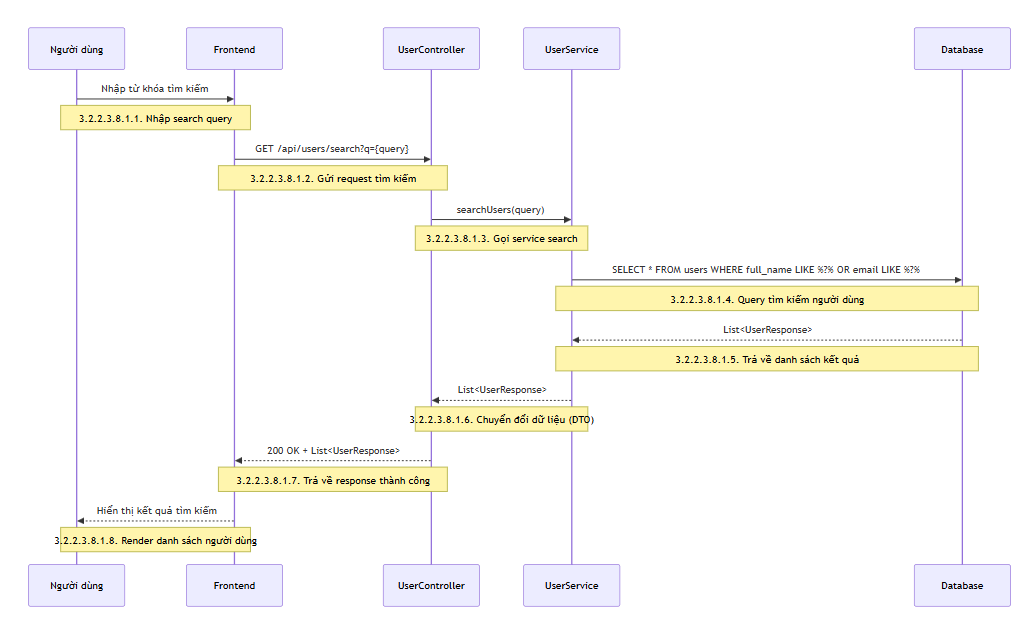 Người dùng
Frontend
UserController
UserService
Database
Nhập từ khóa tìm kiếm
3.2.2.3.8.1.1. Nhập search query
GET /api/users/search?q={query}
3.2.2.3.8.1.2. Gửi request tìm kiếm
searchUsers(query)
3.2.2.3.8.1.3. Gọi service search
SELECT * FROM users WHERE full_name LIKE %?% OR email LIKE %?%
3.2.2.3.8.1.4. Query tìm kiếm người dùng
List<UserResponse>
3.2.2.3.8.1.5. Trả về danh sách kết quả
List<UserResponse>
3.2.2.3.8.1.6. Chuyển đổi dữ liệu (DTO)
200 OK + List<UserResponse>
3.2.2.3.8.1.7. Trả về response thành công
Hiển thị kết quả tìm kiếm
3.2.2.3.8.1.8. Render danh sách người dùng
Người dùng
Frontend
UserController
UserService
Database